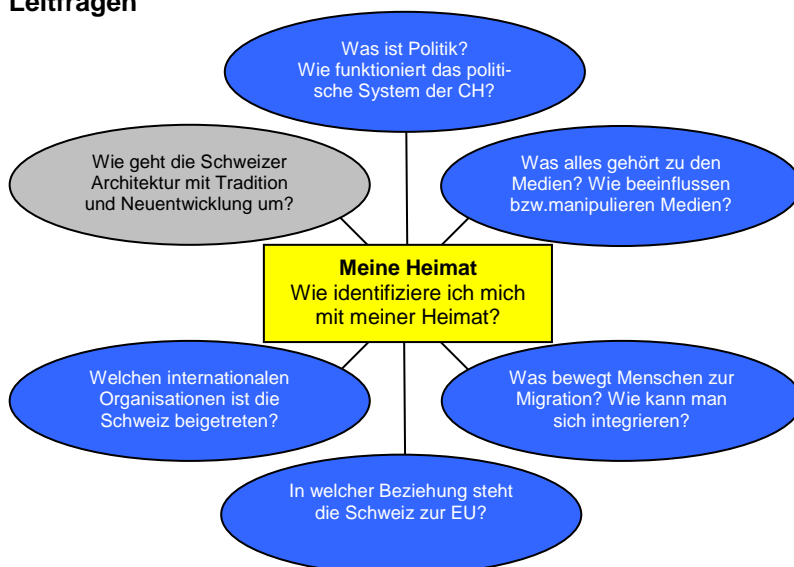 Leitfragen
Was ist Politik?
Wie funktioniert das politi-
sche System der CH?
Wie geht die Schweizer
Architektur mit Tradition
und Neuentwicklung um?
Was alles gehört zu den
Medien? Wie beeinflussen
bzw.manipulieren Medien?
Meine Heimat
Wie identifiziere ich mich
mit meiner Heimat?
Welchen internationalen
Organisationen ist die
Schweiz beigetreten?
Was bewegt Menschen zur
Migration? Wie kann man
sich integrieren?
In welcher Beziehung steht
die Schweiz zur EU?